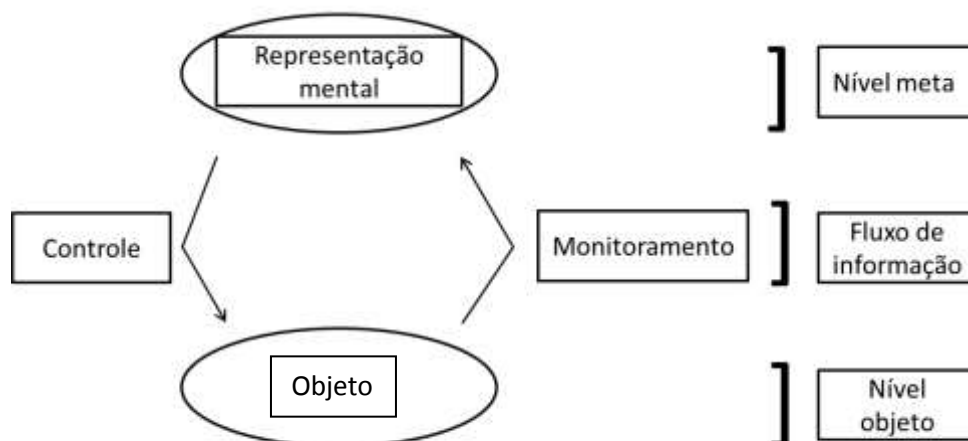 Representação
mental
Nível meta
Controle
Monitoramento
Fluxo de
informação
Objeto
Nível
objeto